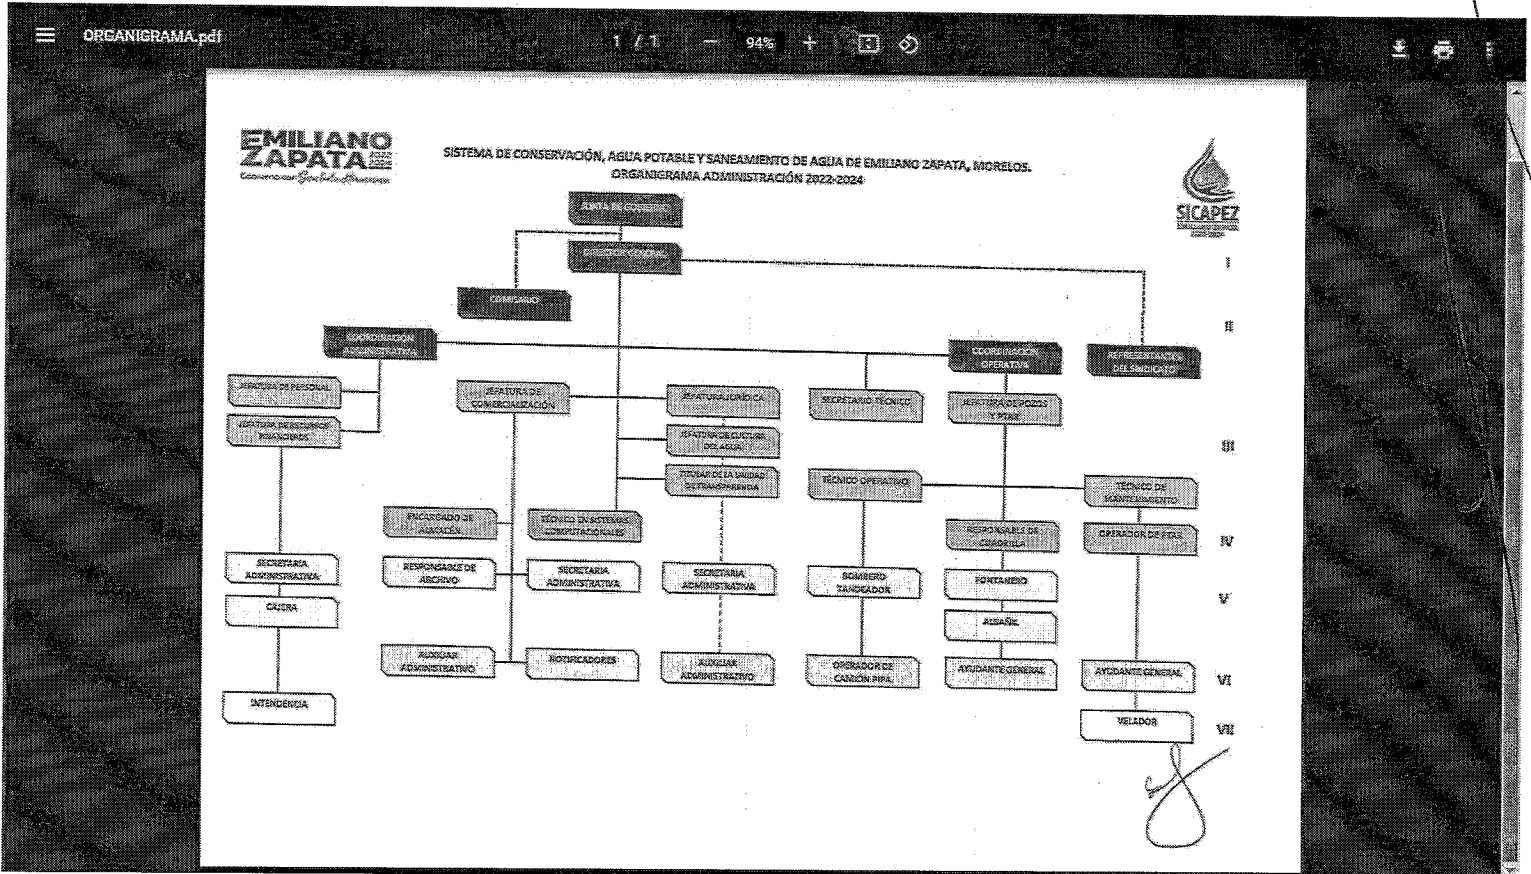 ORGANIGRAMA.pdf
1 / 1
94%
EMILIANO
ZAPATA 2022
2024
SISTEMA DE CONSERVACIÓN, AGUA POTABLE Y SANEAMIENTO DE AGUA DE EMILIANO ZAPATA, MORELOS.
ORGANIGRAMA ADMINISTRACIÓN 2022-2024
SICAPEZ
JUNTA DE GOBIERNO
I
COMISARIO
II
COORDINACIÓN
ADMINISTRATIVA
COORDINACIÓN
OPERATIVA
REPRESENTANTES
DEL SINDICATO
JEFATURA DE PERSONAL
JEFATURA DE
COMERCIALIZACIÓN
JEFATURA JURÍDICA
SECRETARIO TÉCNICO
JEFATURA DE POZOS
Y PTAR
JEFATURA DE RECURSOS
FINANCIEROS
JEFATURA DE CULTURA
DEL AGUA
III
TITULAR DE LA UNIDAD
DE TRANSPARENCIA
TÉCNICO OPERATIVO
TÉCNICO DE
MANTENIMIENTO
ENCARGADO DE
ALMACÉN
TÉCNICO EN SISTEMAS
COMPUTACIONALES
RESPONSABLE DE
CUADRILLA
OPERADOR DE PTAR
IV
SECRETARIA
ADMINISTRATIVA
RESPONSABLE DE
ARCHIVO
SECRETARIA
ADMINISTRATIVA
SECRETARIA
ADMINISTRATIVA
BOMBERO
TANDEADOR
FONTANERO
CAJERA
ALBAÑIL
V
AUXILIAR
ADMINISTRATIVO
NOTIFICADORES
AUXILIAR
ADMINISTRATIVO
OPERADOR DE
CAMIÓN PIPA
AYUDANTE GENERAL
AYUDANTE GENERAL
VI
INTENDENCIA
VELADOR
VII